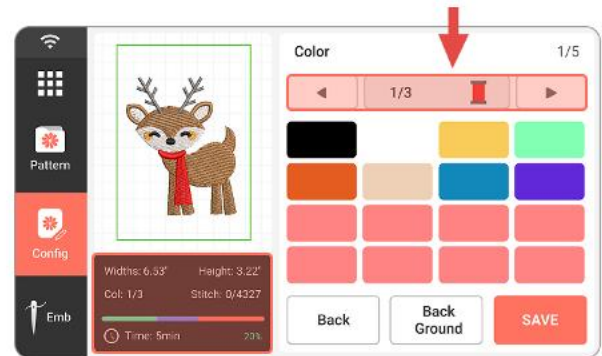 Color
1/5
1/3
Pattern
Config
Emb
Widths: 6.53" Height: 3.22"
Col: 1/3 Stitch: 0/4327
Time: 5min 20%
Back
Back
Ground
SAVE